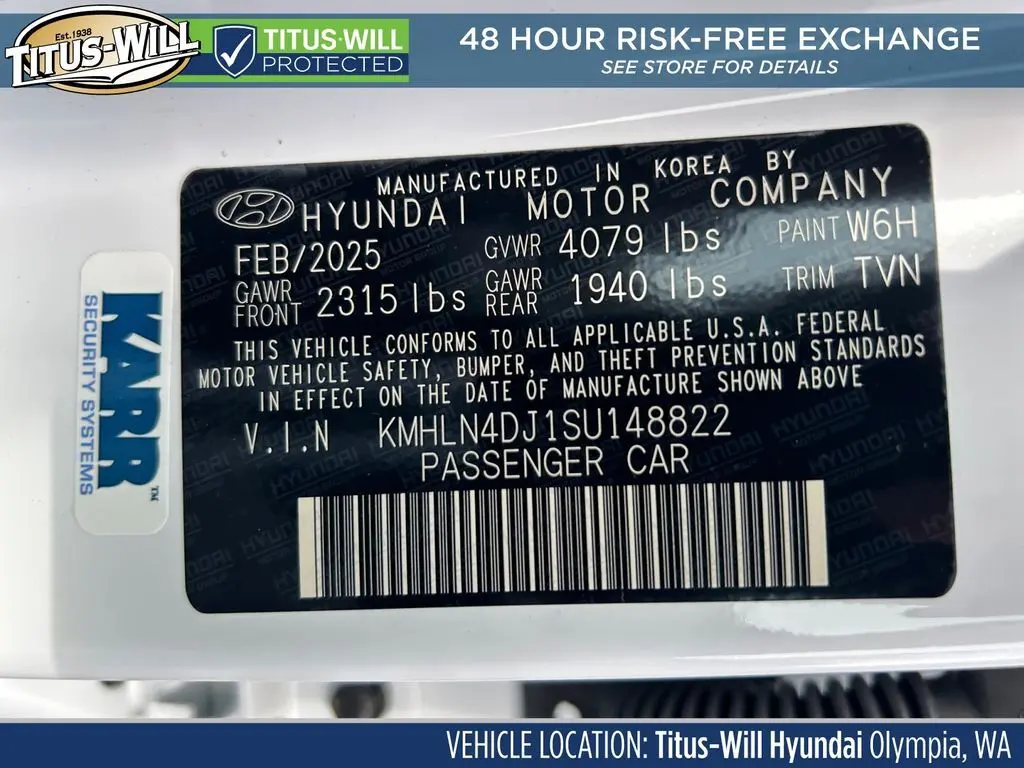 Est.1938
TITUS-WILL
TITUS-WILL
PROTECTED
48 HOUR RISK-FREE EXCHANGE
SEE STORE FOR DETAILS
MANUFACTURED IN KOREA BY
HYUNDAI MOTOR COMPANY
FEB/2025 GVWR 4079 lbs PAINT W6H
GAWR FRONT 2315 lbs GAWR REAR 1940 lbs TRIM TVN
THIS VEHICLE CONFORMS TO ALL APPLICABLE U.S.A. FEDERAL
MOTOR VEHICLE SAFETY, BUMPER, AND THEFT PREVENTION STANDARDS
IN EFFECT ON THE DATE OF MANUFACTURE SHOWN ABOVE
V.I.N KMHLN4DJ1SU148822
PASSENGER CAR
KARR™
SECURITY SYSTEMS
VEHICLE LOCATION: Titus-Will Hyundai Olympia, WA